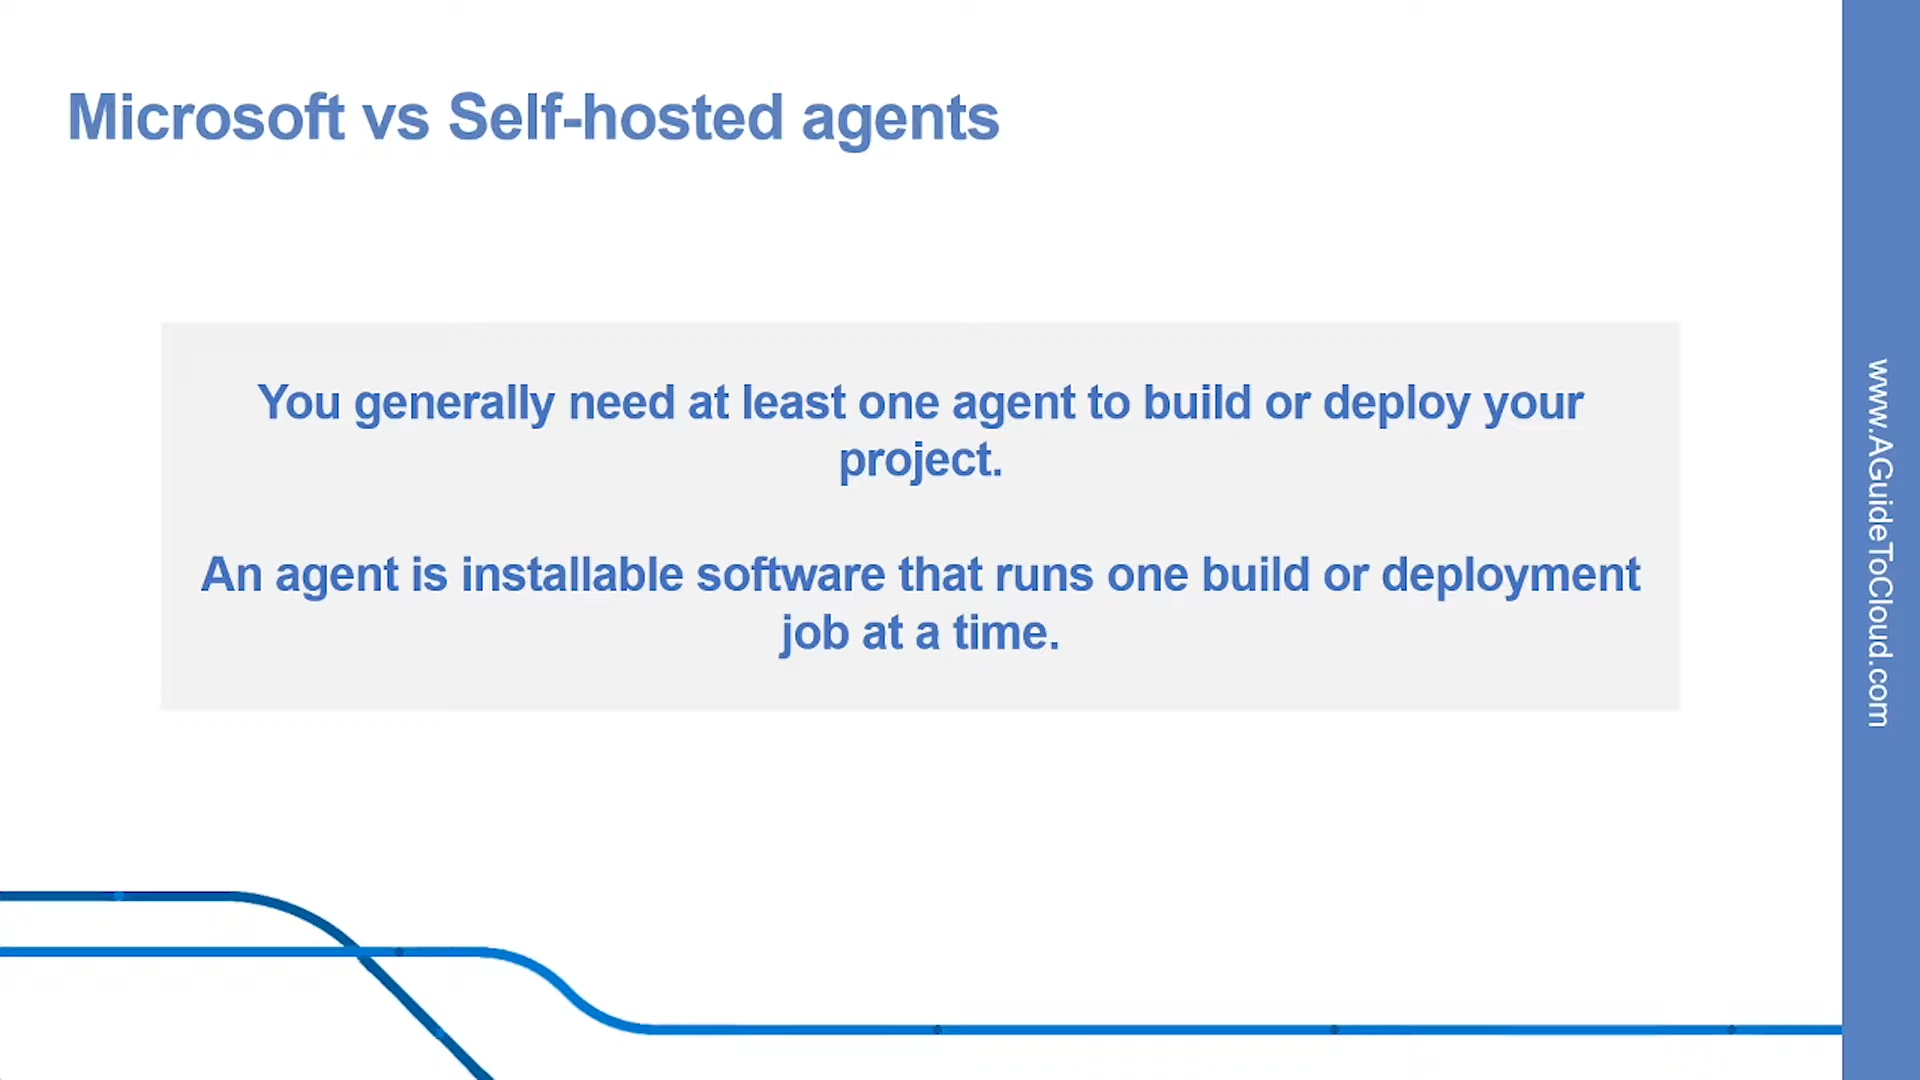 Microsoft vs Self-hosted agents
You generally need at least one agent to build or deploy your
project.
An agent is installable software that runs one build or deployment
job at a time.
www.AGuideToCloud.com